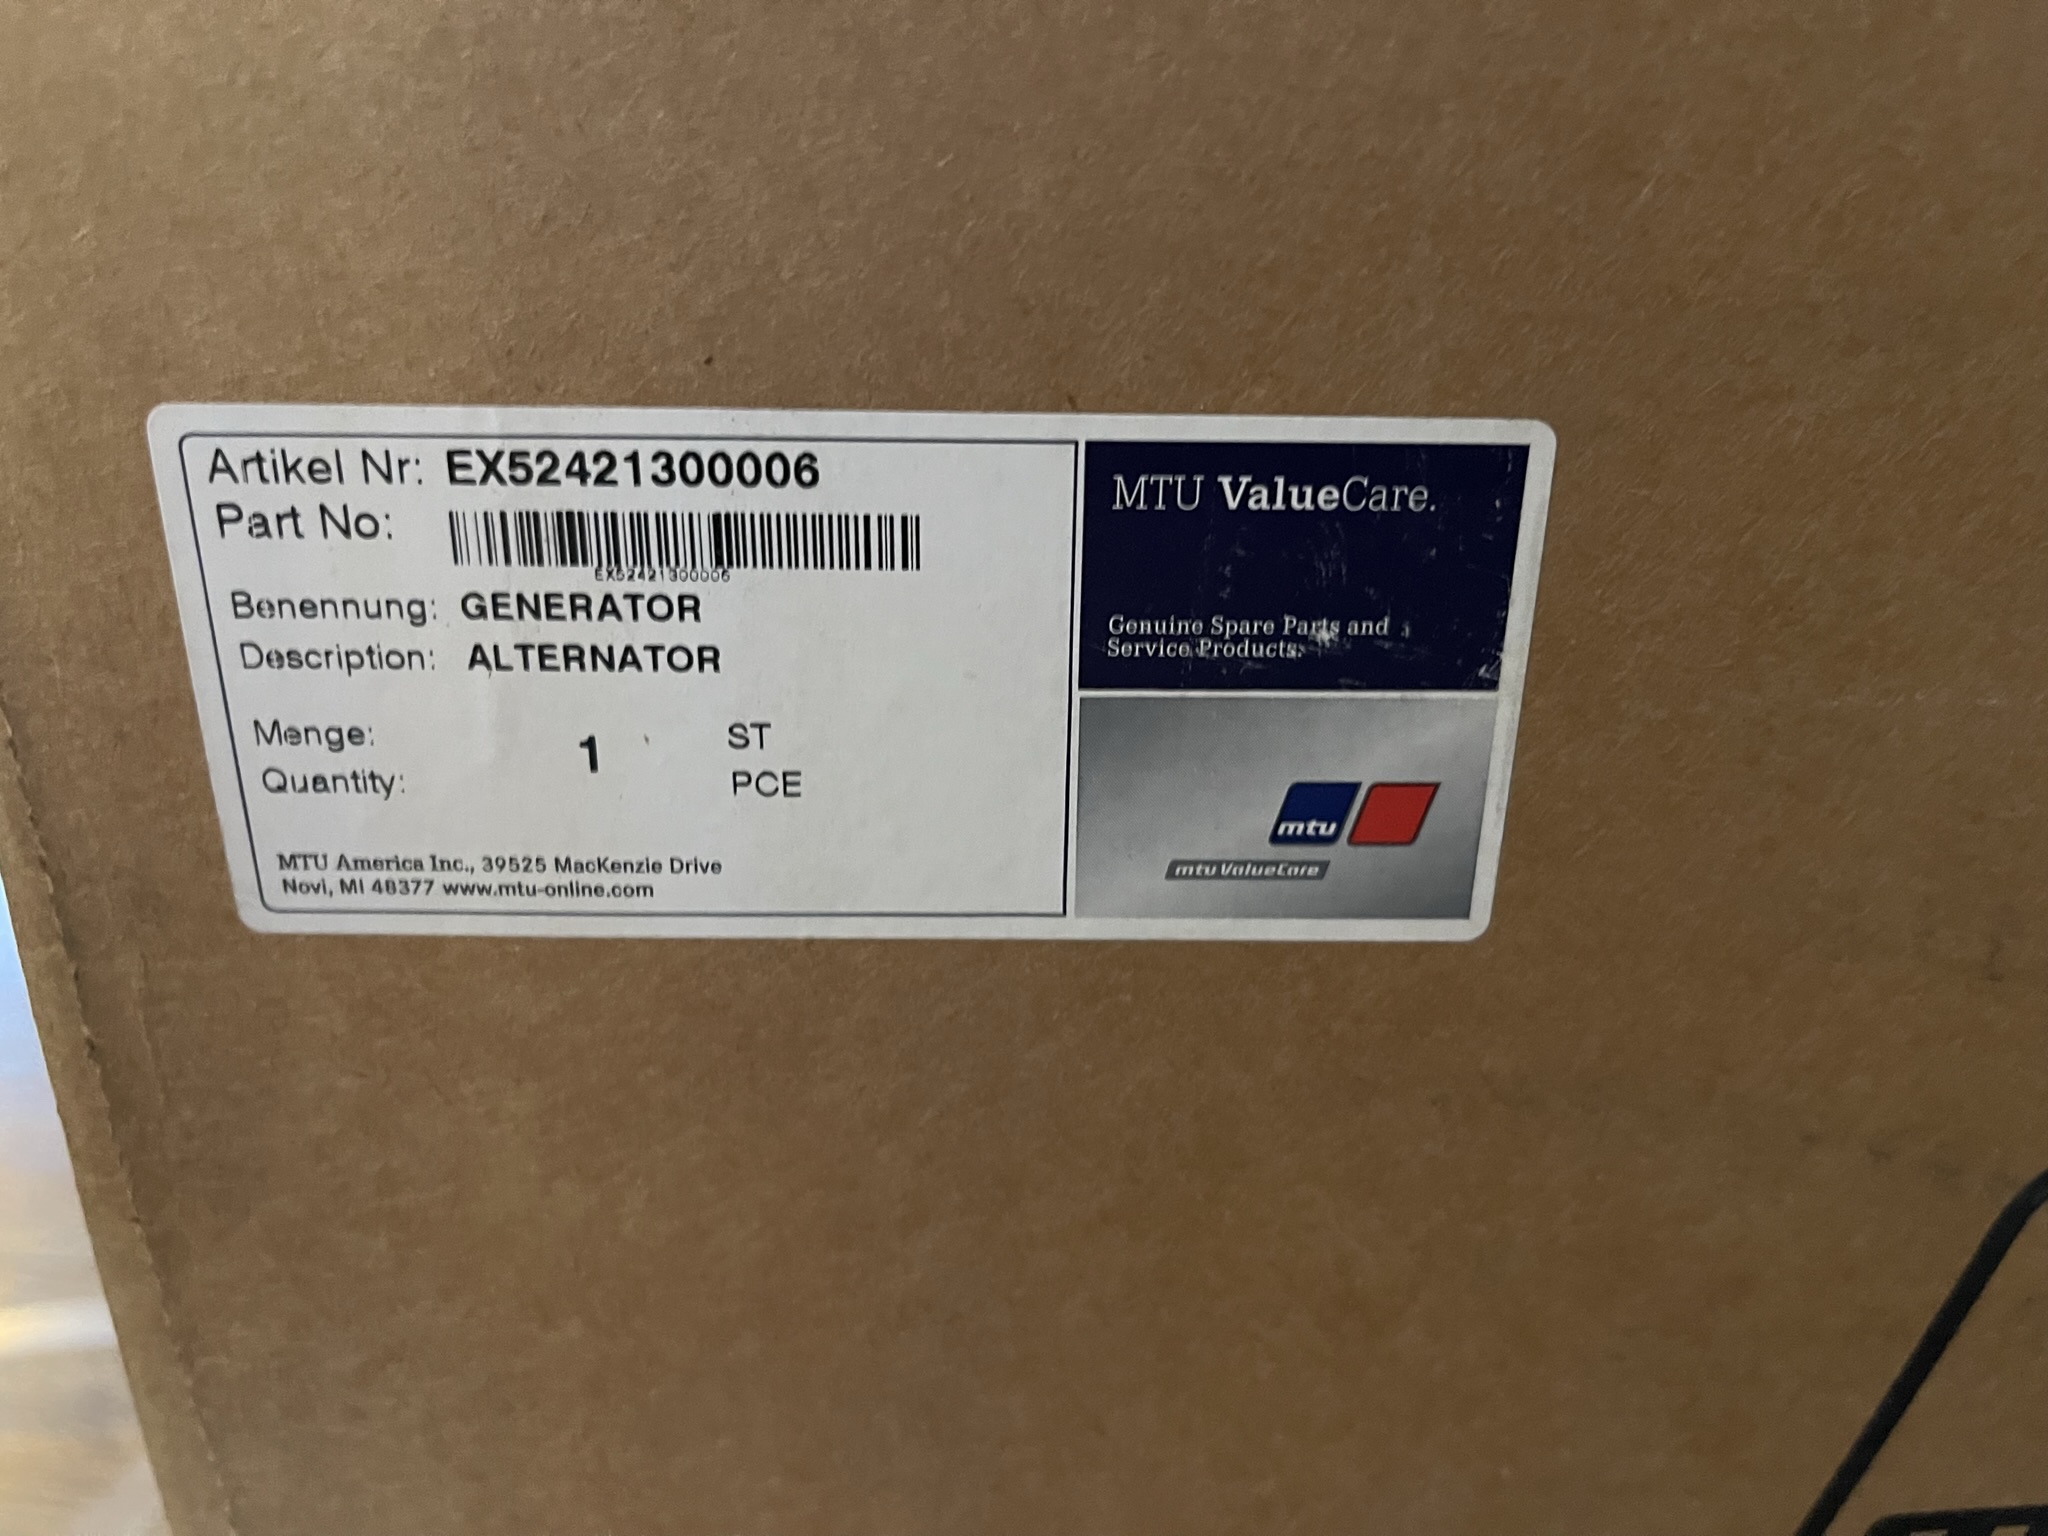 Artikel Nr: EX52421300006
Part No:
EX52421300006
Benennung: GENERATOR
Description: ALTERNATOR
Menge: 1 ST
Quantity: PCE
MTU America Inc., 39525 MacKenzie Drive
Novi, MI 48377 www.mtu-online.com
MTU ValueCare.
Genuine Spare Parts and
Service Products.
mtu
mtu ValueCare